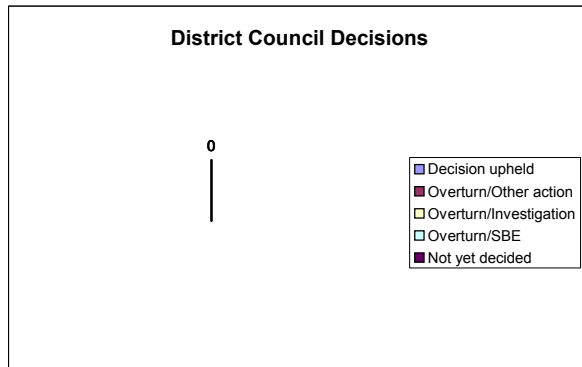 District Council Decisions
0
Decision upheld
Overturn/Other action
Overturn/Investigation
Overturn/SBE
Not yet decided